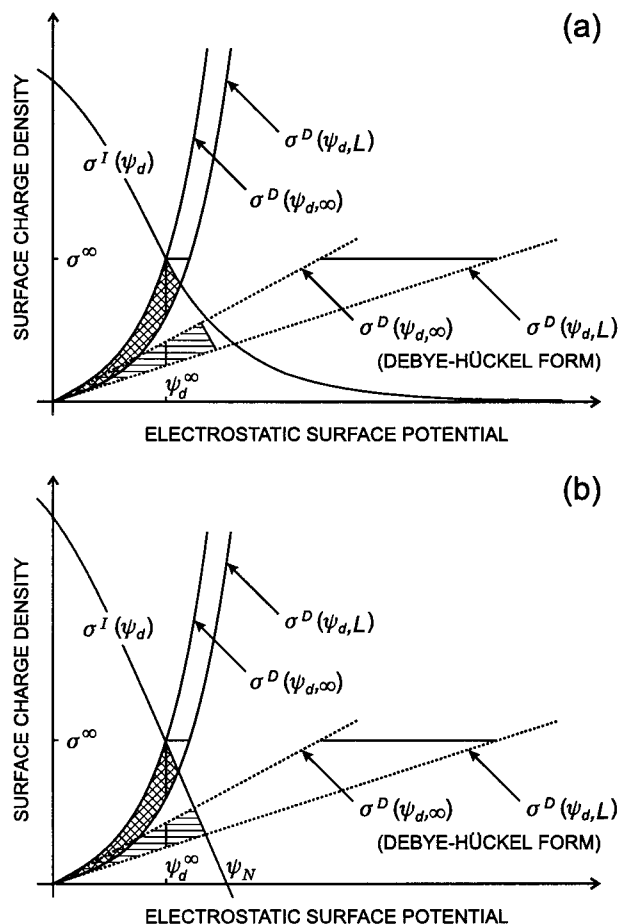 (a)
SURFACE CHARGE DENSITY
σ^I(ψ_d)
σ^D(ψ_d,L)
σ^D(ψ_d,∞)
σ^∞
σ^D(ψ_d,∞)
σ^D(ψ_d,L)
(DEBYE-HÜCKEL FORM)
ψ_d^∞
ELECTROSTATIC SURFACE POTENTIAL
(b)
SURFACE CHARGE DENSITY
σ^I(ψ_d)
σ^D(ψ_d,L)
σ^D(ψ_d,∞)
σ^∞
σ^D(ψ_d,∞)
σ^D(ψ_d,L)
(DEBYE-HÜCKEL FORM)
ψ_d^∞
ψ_N
ELECTROSTATIC SURFACE POTENTIAL